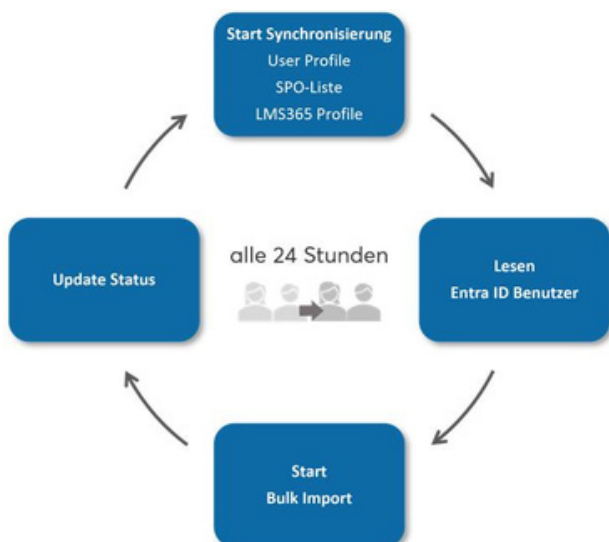 Start Synchronisierung
User Profile
SPO-Liste
LMS365 Profile
Update Status
alle 24 Stunden
Lesen
Entra ID Benutzer
Start
Bulk Import